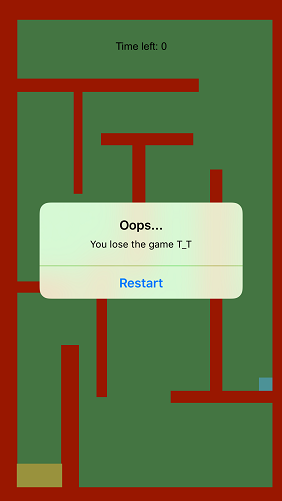 Time left: 0
Oops...
You lose the game T_T
Restart